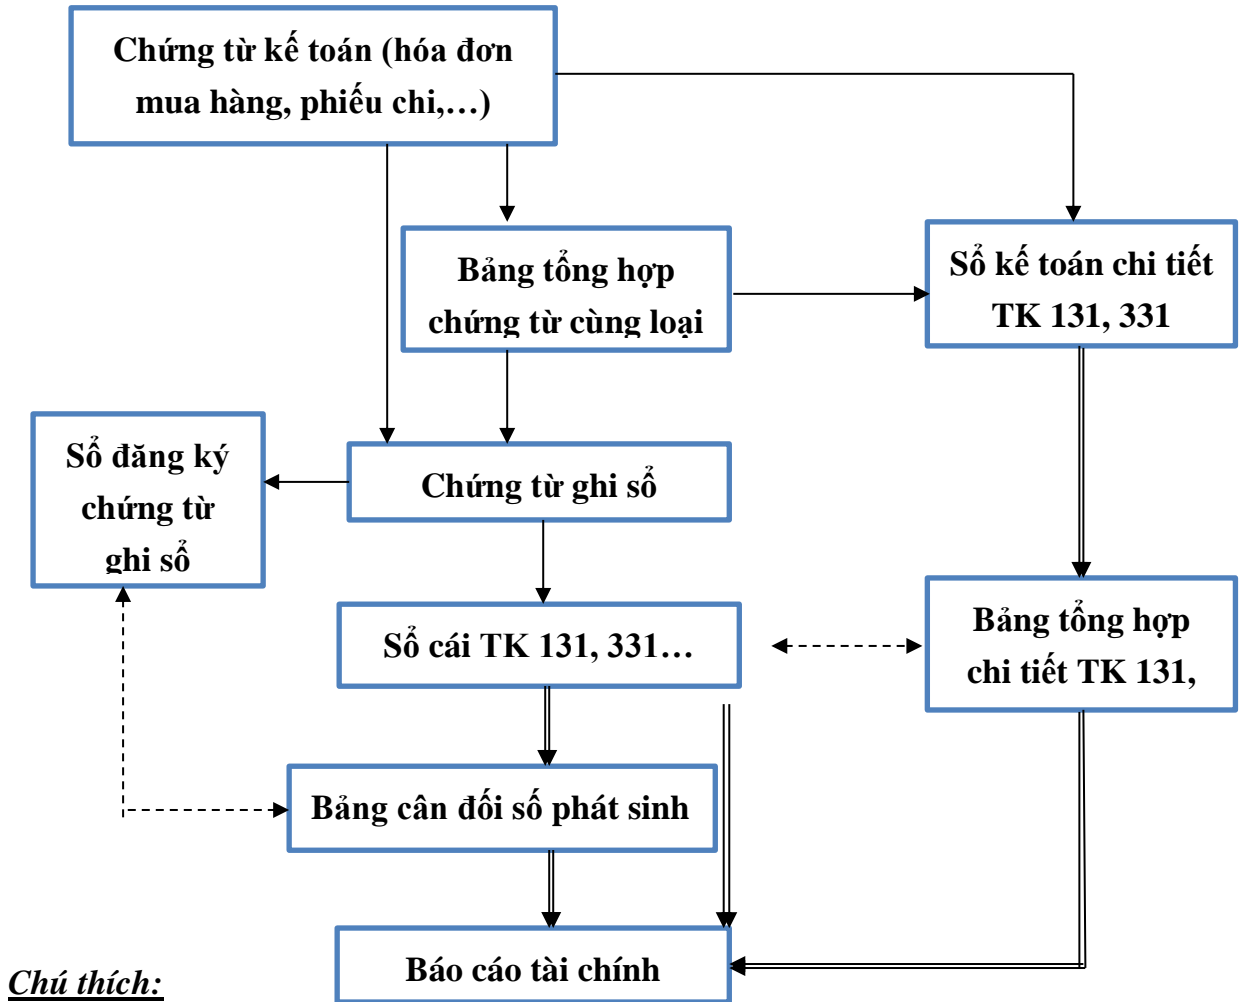 Chứng từ kế toán (hóa đơn
mua hàng, phiếu chi,…)
Bảng tổng hợp
chứng từ cùng loại
Sổ kế toán chi tiết
TK 131, 331
Sổ đăng ký
chứng từ
ghi sổ
Chứng từ ghi sổ
Sổ cái TK 131, 331…
Bảng tổng hợp
chi tiết TK 131,
Bảng cân đối số phát sinh
Báo cáo tài chính
Chú thích: